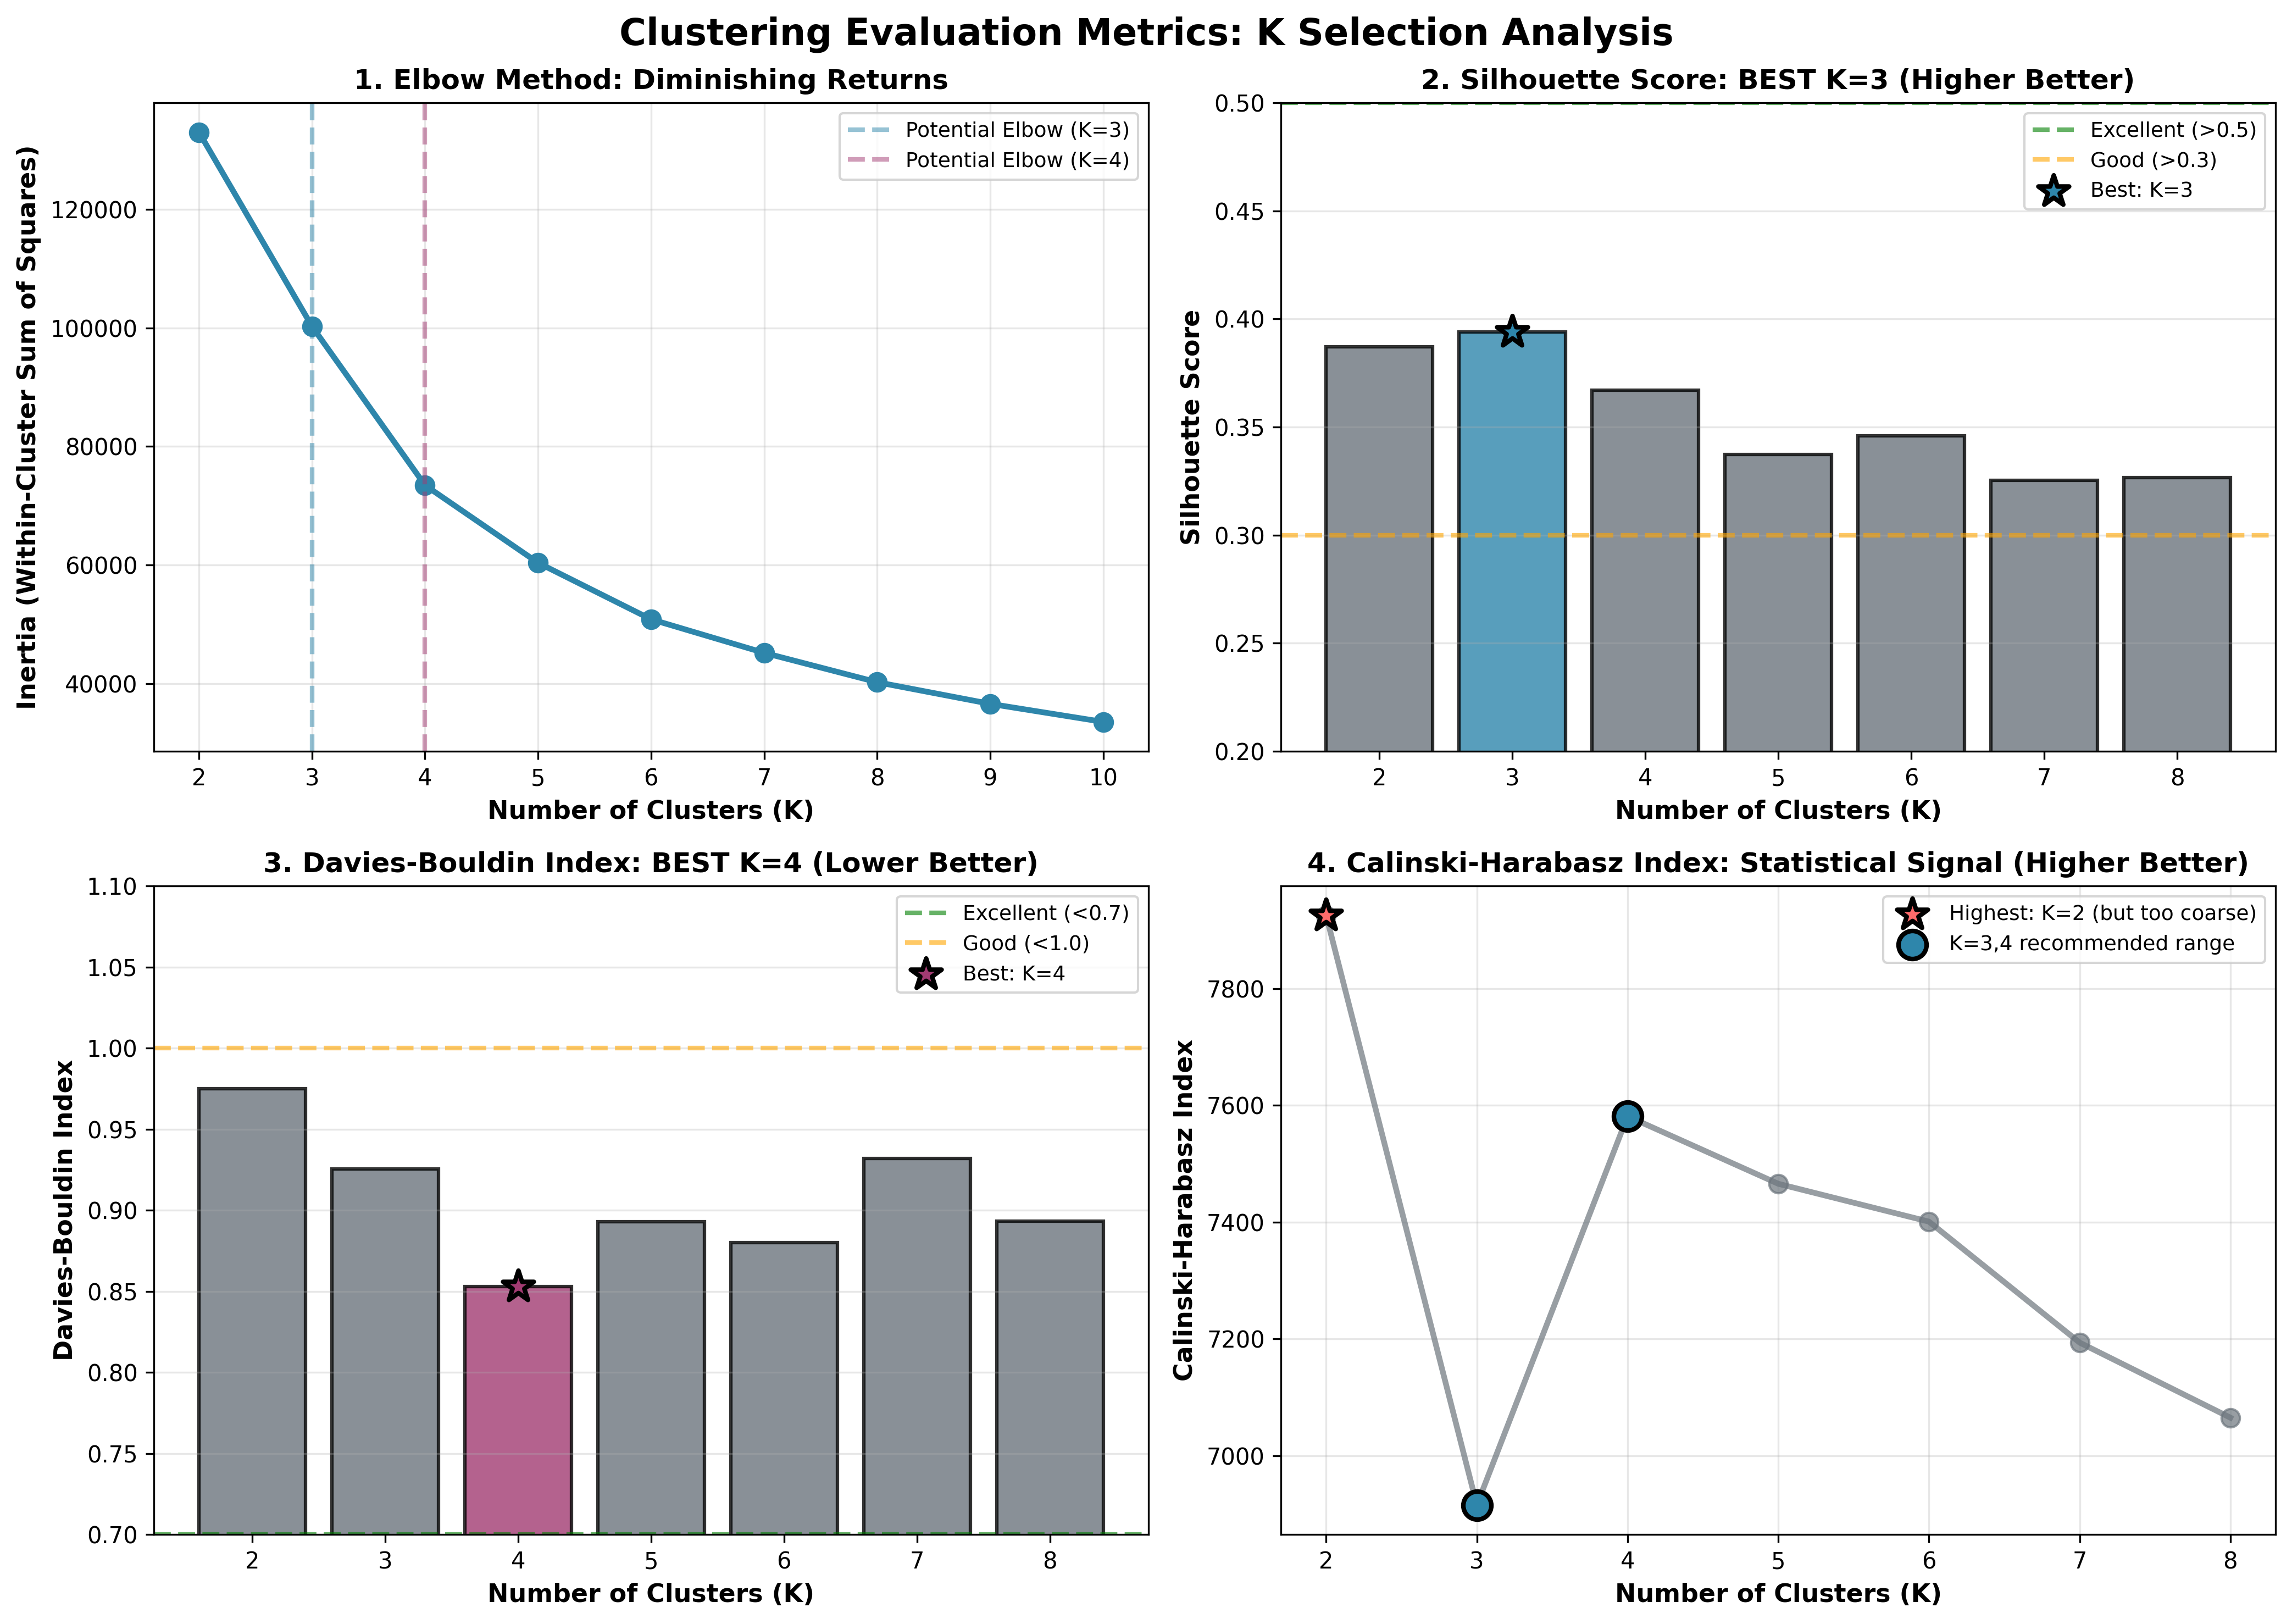 Clustering Evaluation Metrics: K Selection Analysis
1. Elbow Method: Diminishing Returns
Inertia (Within-Cluster Sum of Squares)
120000
100000
80000
60000
40000
Potential Elbow (K=3)
Potential Elbow (K=4)
2 3 4 5 6 7 8 9 10
Number of Clusters (K)
2. Silhouette Score: BEST K=3 (Higher Better)
Silhouette Score
0.50
0.45
0.40
0.35
0.30
0.25
0.20
Excellent (>0.5)
Good (>0.3)
Best: K=3
2 3 4 5 6 7 8
Number of Clusters (K)
3. Davies-Bouldin Index: BEST K=4 (Lower Better)
Davies-Bouldin Index
1.10
1.05
1.00
0.95
0.90
0.85
0.80
0.75
0.70
Excellent (<0.7)
Good (<1.0)
Best: K=4
2 3 4 5 6 7 8
Number of Clusters (K)
4. Calinski-Harabasz Index: Statistical Signal (Higher Better)
Calinski-Harabasz Index
7800
7600
7400
7200
7000
Highest: K=2 (but too coarse)
K=3,4 recommended range
2 3 4 5 6 7 8
Number of Clusters (K)